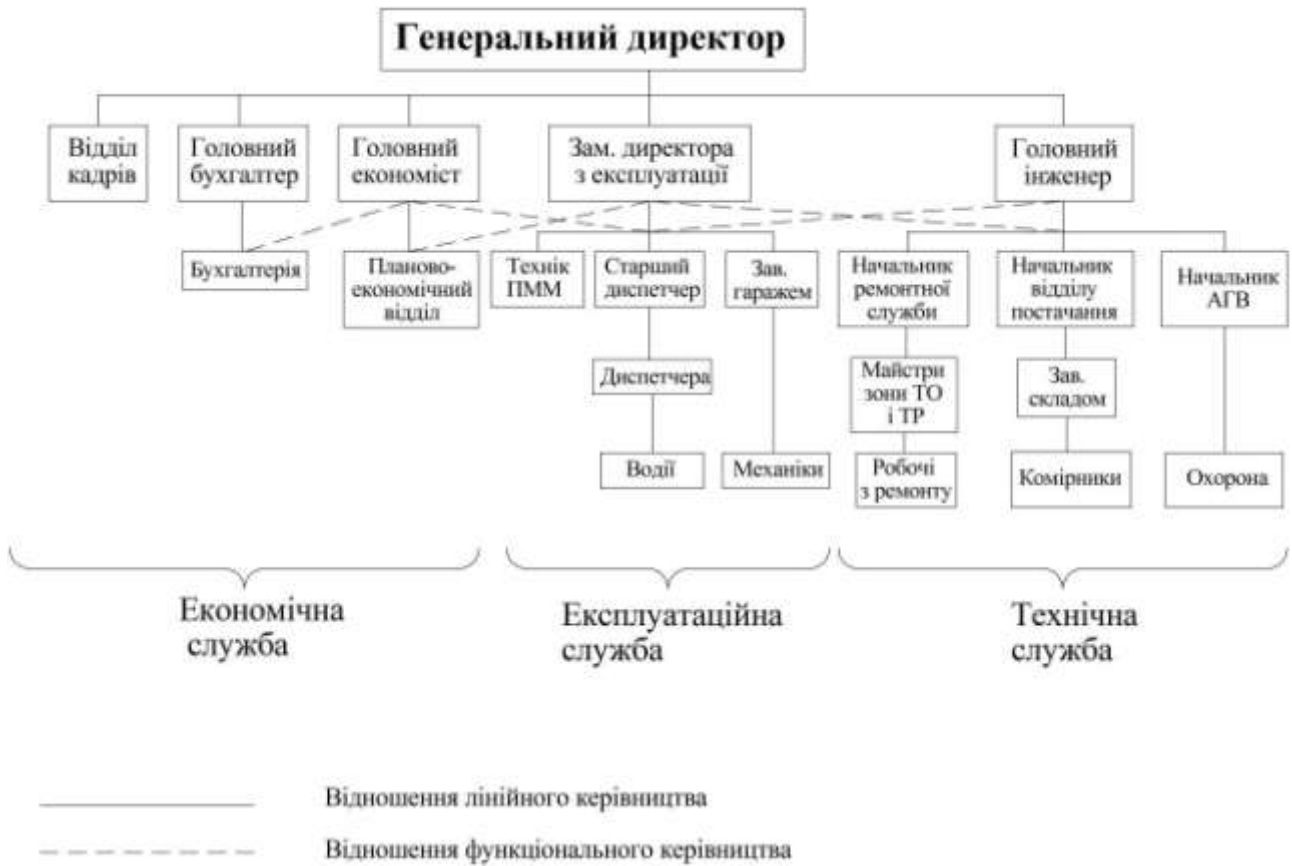 Генеральний директор
Відділ
кадрів
Головний
бухгалтер
Головний
економіст
Зам. директора
з експлуатації
Головний
інженер
Бухгалтерія
Планово-
економічний
відділ
Технік
ПММ
Старший
диспетчер
Зав.
гаражем
Начальник
ремонтної
служби
Начальник
відділу
постачання
Начальник
АГВ
Диспетчера
Майстри
зони ТО
і ТР
Зав.
складом
Водії
Механіки
Робочі
з ремонту
Комірники
Охорона
Економічна
служба
Експлуатаційна
служба
Технічна
служба
Відношення лінійного керівництва
Відношення функціонального керівництва